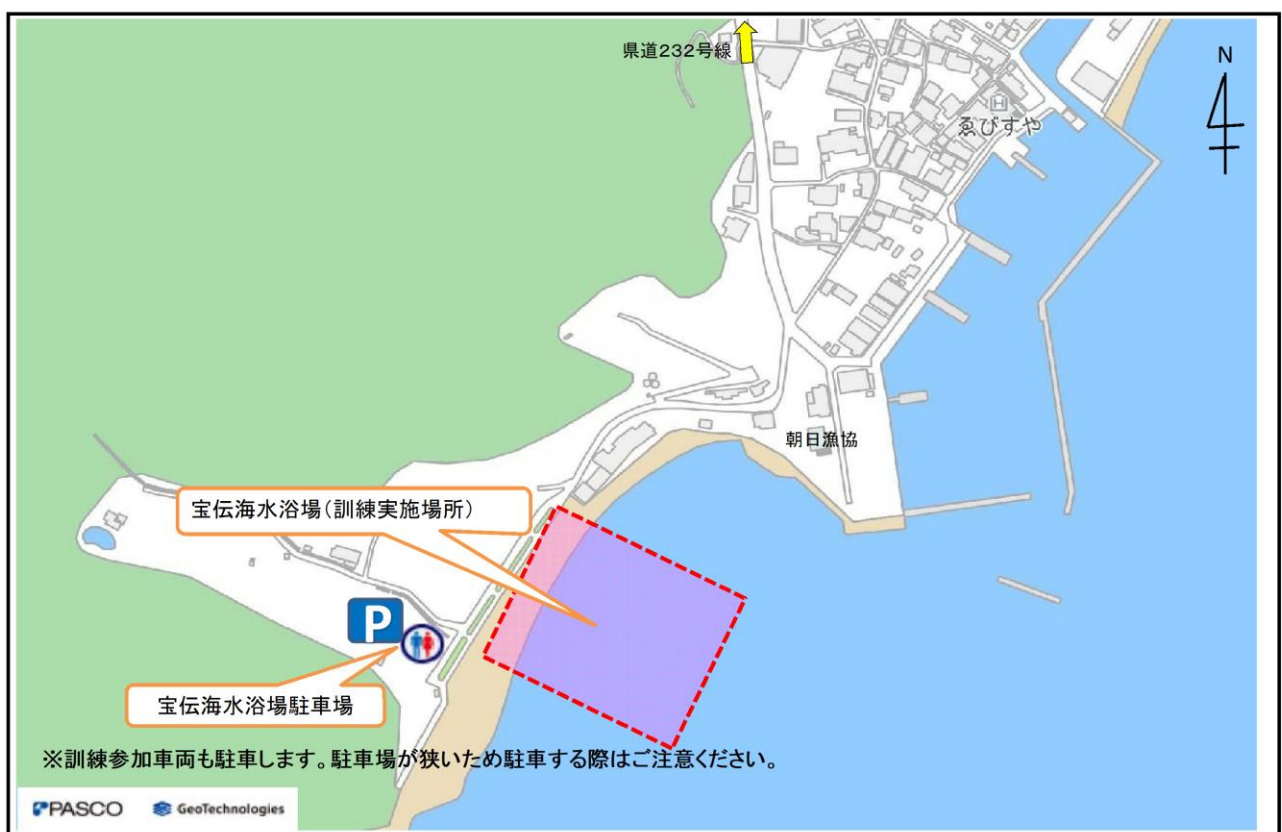 県道232号線
N
ゑびすや
朝日漁協
宝伝海水浴場(訓練実施場所)
P
宝伝海水浴場駐車場
※訓練参加車両も駐車します。駐車場が狭いため駐車する際はご注意ください。
PASCO GeoTechnologies